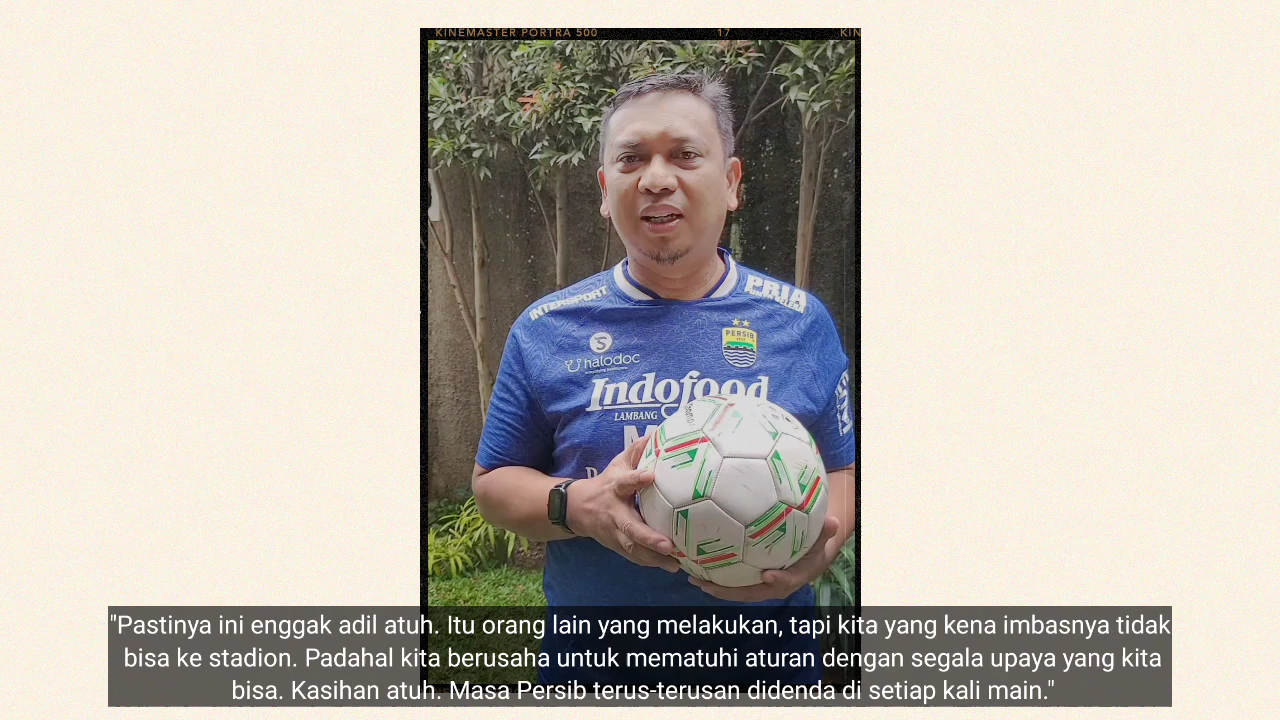 KINEMASTER PORTRA 500 17 KIN
INTERSPORT
PRIA
PERSIB
halodoc
Indofood
LAMBANG
"Pastinya ini enggak adil atuh. Itu orang lain yang melakukan, tapi kita yang kena imbasnya tidak
bisa ke stadion. Padahal kita berusaha untuk mematuhi aturan dengan segala upaya yang kita
bisa. Kasihan atuh. Masa Persib terus-terusan didenda di setiap kali main."